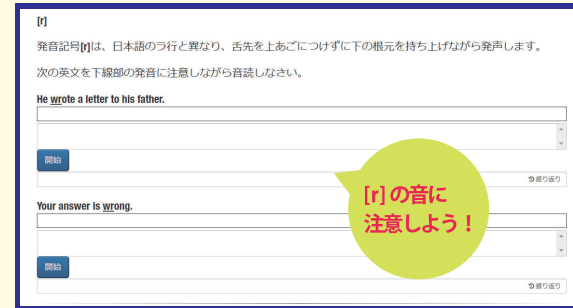 [r]
発音記号[r]は、日本語のラ行と異なり、舌先を上あごにつけずに下の根元を持ち上げながら発声します。
次の英文を下線部の発音に注意しながら音読しなさい。
He wrote a letter to his father.
開始
振り返り
Your answer is wrong.
開始
振り返り
[r]の音に
注意しよう！